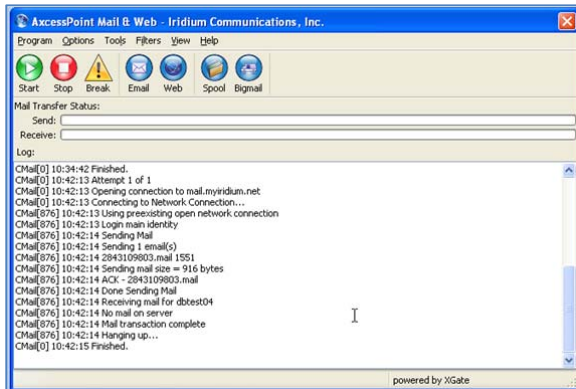 AxcessPoint Mail & Web - Iridium Communications, Inc.
Program Options Tools Filters View Help
Start Stop Break Email Web Spool Bigmail
Mail Transfer Status:
Send:
Receive:
Log:
CMail[0] 10:34:42 Finished.
CMail[0] 10:42:13 Attempt 1 of 1
CMail[0] 10:42:13 Opening connection to mail.myiridium.net
CMail[0] 10:42:13 Connecting to Network Connection...
CMail[876] 10:42:13 Using preexisting open network connection
CMail[876] 10:42:13 Login main identity
CMail[876] 10:42:14 Sending Mail
CMail[876] 10:42:14 Sending 1 email(s)
CMail[876] 10:42:14 2843109803.mail 1551
CMail[876] 10:42:14 Sending mail size = 916 bytes
CMail[876] 10:42:14 ACK - 2843109803.mail
CMail[876] 10:42:14 Done Sending Mail
CMail[876] 10:42:14 Receiving mail for dbtest04
CMail[876] 10:42:14 No mail on server
CMail[876] 10:42:14 Mail transaction complete
CMail[876] 10:42:14 Hanging up...
CMail[0] 10:42:15 Finished.
powered by XGate